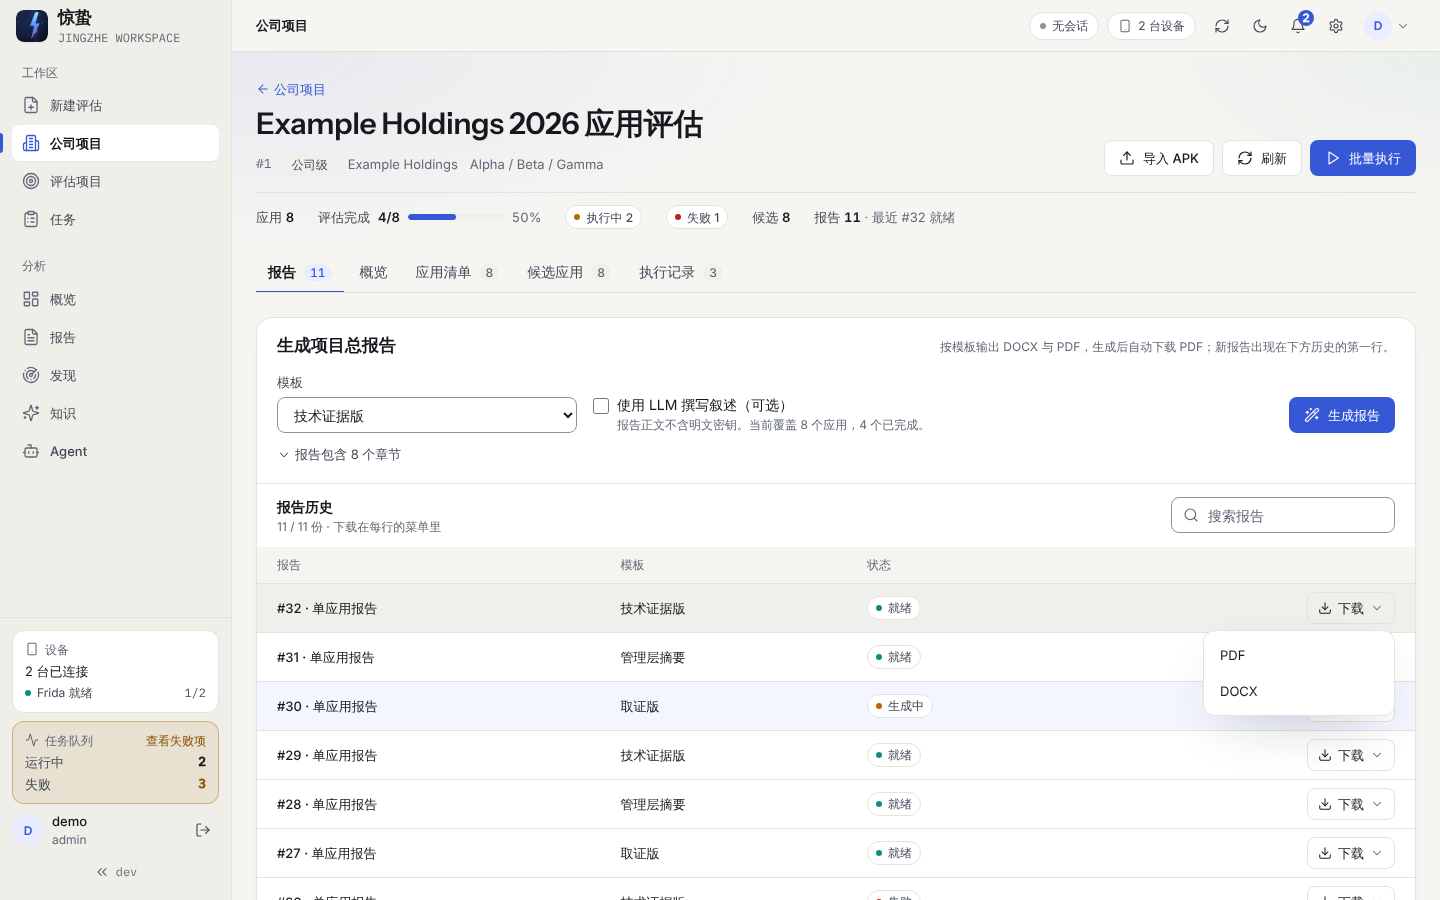 惊蛰
JINGZHE WORKSPACE
工作区
新建评估
公司项目
评估项目
任务
分析
概览
报告
发现
知识
Agent
设备
2 台已连接
Frida 就绪 1/2
任务队列 查看失败项
运行中 2
失败 3
D demo
admin
dev
公司项目
无会话
2 台设备
2
D
公司项目
Example Holdings 2026 应用评估
#1 公司级 Example Holdings Alpha / Beta / Gamma
导入 APK
刷新
批量执行
应用 8 评估完成 4/8 50% 执行中 2 失败 1 候选 8 报告 11 · 最近 #32 就绪
报告 11 概览 应用清单 8 候选应用 8 执行记录 3
生成项目总报告
按模板输出 DOCX 与 PDF，生成后自动下载 PDF；新报告出现在下方历史的第一行。
模板
技术证据版
使用 LLM 撰写叙述（可选）
报告正文不含明文密钥。当前覆盖 8 个应用，4 个已完成。
生成报告
报告包含 8 个章节
报告历史
11 / 11 份 · 下载在每行的菜单里
搜索报告
报告 模板 状态
#32 · 单应用报告 技术证据版 就绪 下载
PDF
DOCX
#31 · 单应用报告 管理层摘要 就绪
#30 · 单应用报告 取证版 生成中
#29 · 单应用报告 技术证据版 就绪 下载
#28 · 单应用报告 管理层摘要 就绪 下载
#27 · 单应用报告 取证版 就绪 下载